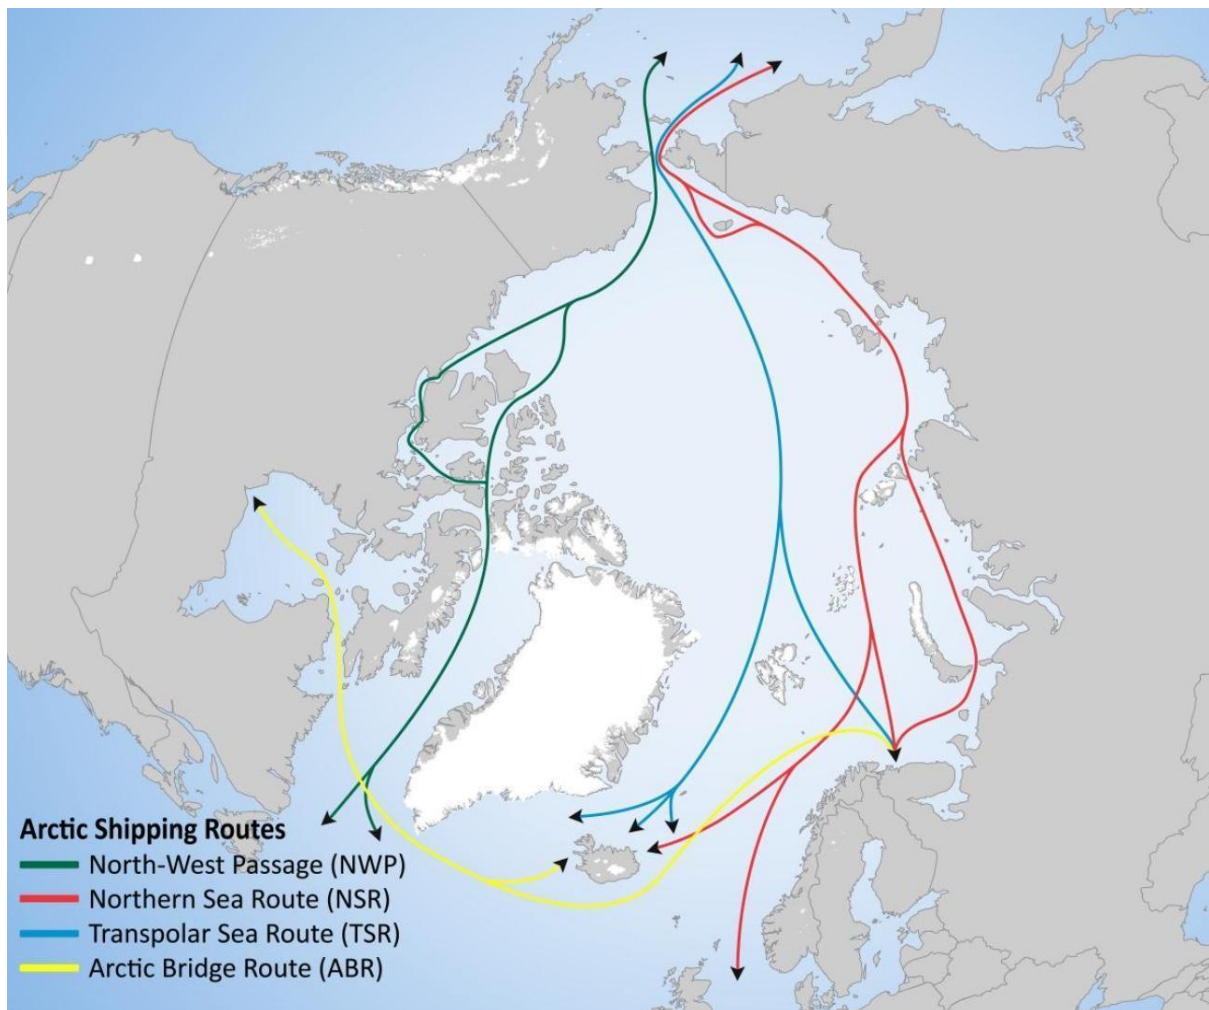 Arctic Shipping Routes
North-West Passage (NWP)
Northern Sea Route (NSR)
Transpolar Sea Route (TSR)
Arctic Bridge Route (ABR)